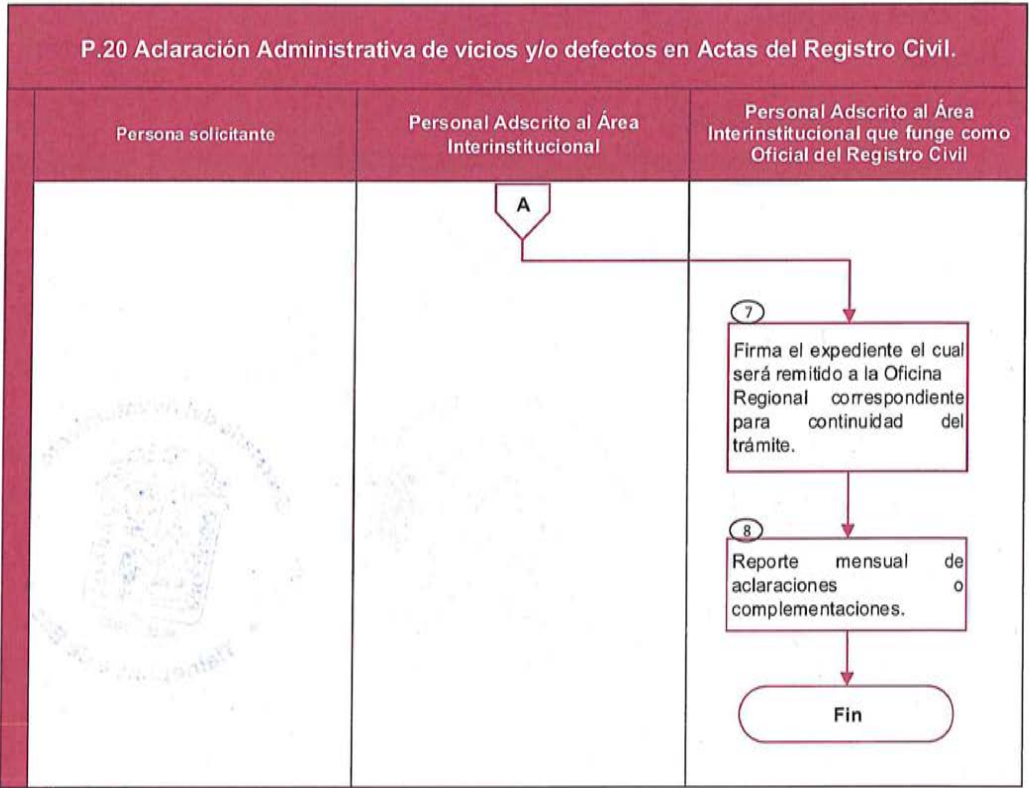 P.20 Aclaración Administrativa de vicios y/o defectos en Actas del Registro Civil.
Persona solicitante
Personal Adscrito al Área
Interinstitucional
Personal Adscrito al Área
Interinstitucional que funge como
Oficial del Registro Civil
A
7
Firma el expediente el cual
será remitido a la Oficina
Regional correspondiente
para continuidad del
trámite.
8
Reporte mensual de
aclaraciones o
complementaciones.
Fin